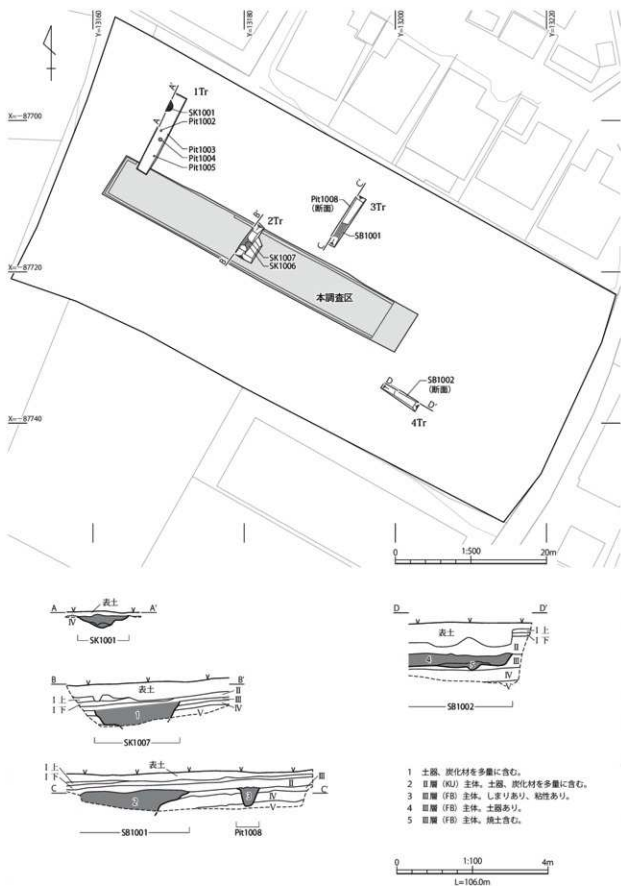 Y=13160
Y=13180
Y=13200
Y=13220
X=-87700
X=-87720
X=-87740
A'
1Tr
A
SK1001
Pit1002
Pit1003
Pit1004
Pit1005
B'
2Tr
B
SK1007
SK1006
C'
Pit1008
(断面)
3Tr
C
SB1001
本調査区
D
SB1002
(断面)
D'
4Tr
1:500
0
20m
A
表土
A'
Ⅳ
SK1001
B
表土
B'
Ⅰ上
Ⅰ下
Ⅱ
Ⅲ
Ⅳ
Ⅴ
1
SK1007
Ⅰ上
Ⅰ下
表土
Ⅱ
Ⅲ
C
C'
2
3
Ⅳ
Ⅴ
SB1001
Pit1008
D
D'
表土
Ⅰ上
Ⅰ下
Ⅱ
4
5
Ⅲ
Ⅳ
Ⅴ
SB1002
1 土器、炭化材を多量に含む。
2 Ⅱ層(KU)主体。土器、炭化材を多量に含む。
3 Ⅲ層(FB)主体。しまりあり、粘性あり。
4 Ⅲ層(FB)主体。土器あり。
5 Ⅲ層(FB)主体。焼土含む。
1:100
0
4m
L=106.0m